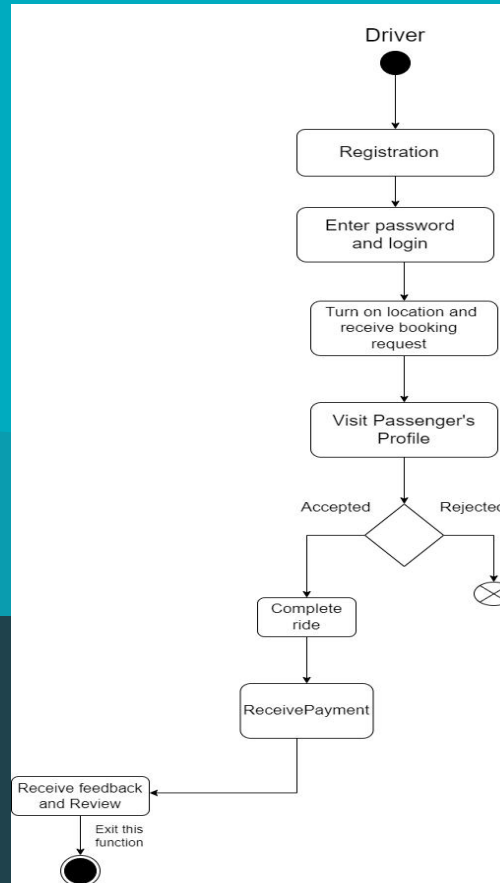 Driver
Registration
Enter password
and login
Turn on location and
receive booking
request
Visit Passenger's
Profile
Accepted
Rejected
Complete
ride
ReceivePayment
Receive feedback
and Review
Exit this
function